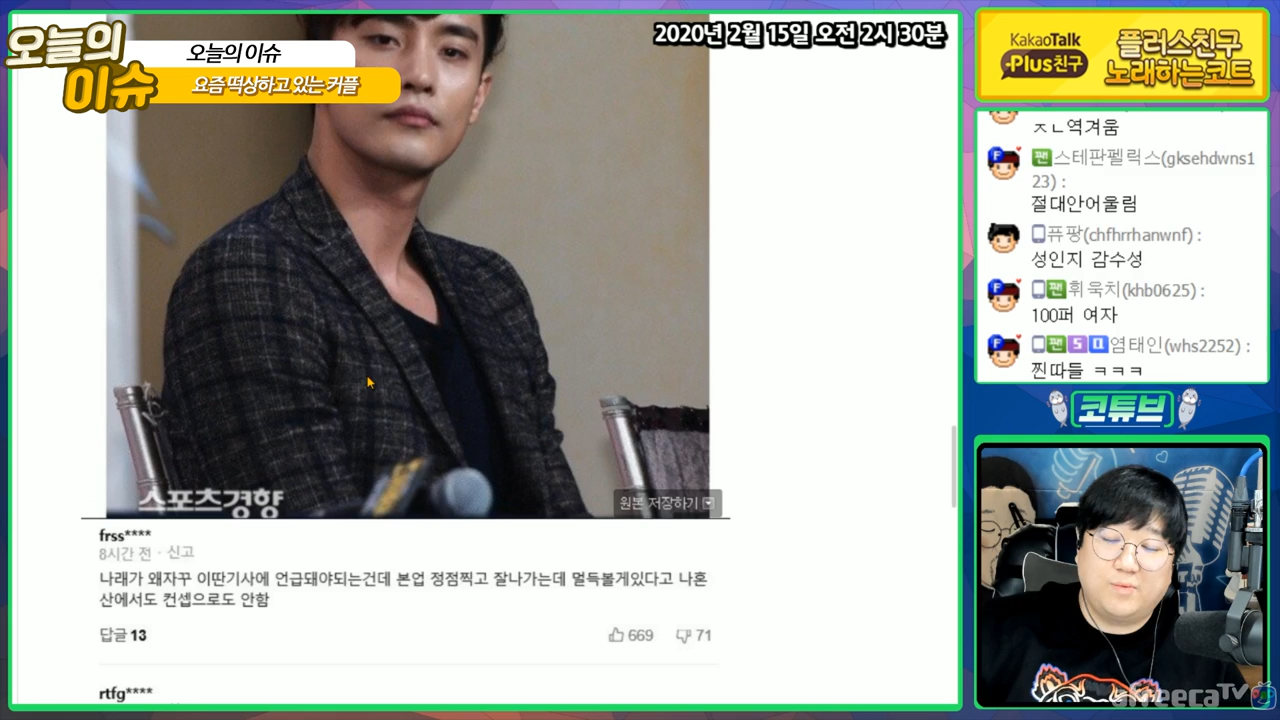 오늘의
이슈
오늘의 이슈
요즘 떡상하고 있는 커플
2020년 2월 15일 오전 2시 30분
스포츠경향
원본 저장하기
frss****
8시간 전 · 신고
나래가 왜자꾸 이딴기사에 언급돼야되는건데 본업 정점찍고 잘나가는데 멀득볼게있다고 나혼
산에서도 컨셉으로도 안함
답글 13
669
71
rtfg****
KakaoTalk
Plus친구
플러스친구
노래하는코트
ㅈㄴ역겨움
팬 스테판펠릭스(gksehdwns1
23) :
절대안어울림
퓨팡(chfhrrhanwnf) :
성인지 감수성
팬 휘욱치(khb0625) :
100퍼 여자
팬 S Q 염태인(whs2252) :
찐따들 ㅋㅋㅋ
코튜브
afreecaTV